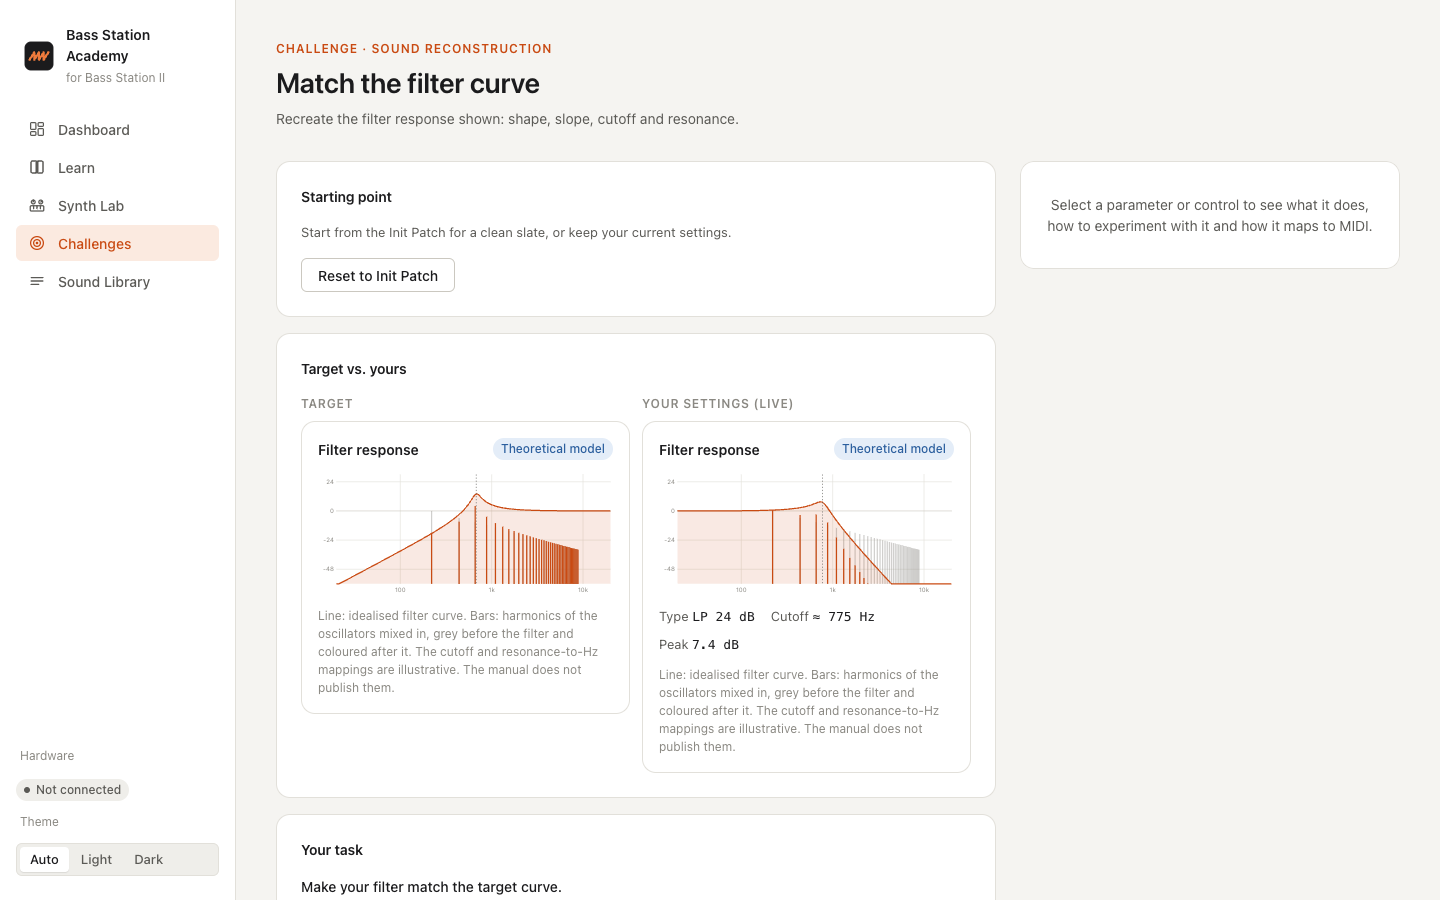 Bass Station
Academy
for Bass Station II
Dashboard
Learn
Synth Lab
Challenges
Sound Library
Hardware
Not connected
Theme
Auto Light Dark
CHALLENGE · SOUND RECONSTRUCTION
Match the filter curve
Recreate the filter response shown: shape, slope, cutoff and resonance.
Starting point
Start from the Init Patch for a clean slate, or keep your current settings.
Reset to Init Patch
Target vs. yours
TARGET
Filter response Theoretical model
24
0
-24
-48
100 1k 10k
Line: idealised filter curve. Bars: harmonics of the
oscillators mixed in, grey before the filter and
coloured after it. The cutoff and resonance-to-Hz
mappings are illustrative. The manual does not
publish them.
YOUR SETTINGS (LIVE)
Filter response Theoretical model
24
0
-24
-48
100 1k 10k
Type LP 24 dB Cutoff ≈ 775 Hz
Peak 7.4 dB
Line: idealised filter curve. Bars: harmonics of the
oscillators mixed in, grey before the filter and
coloured after it. The cutoff and resonance-to-Hz
mappings are illustrative. The manual does not
publish them.
Your task
Make your filter match the target curve.
Select a parameter or control to see what it does,
how to experiment with it and how it maps to MIDI.